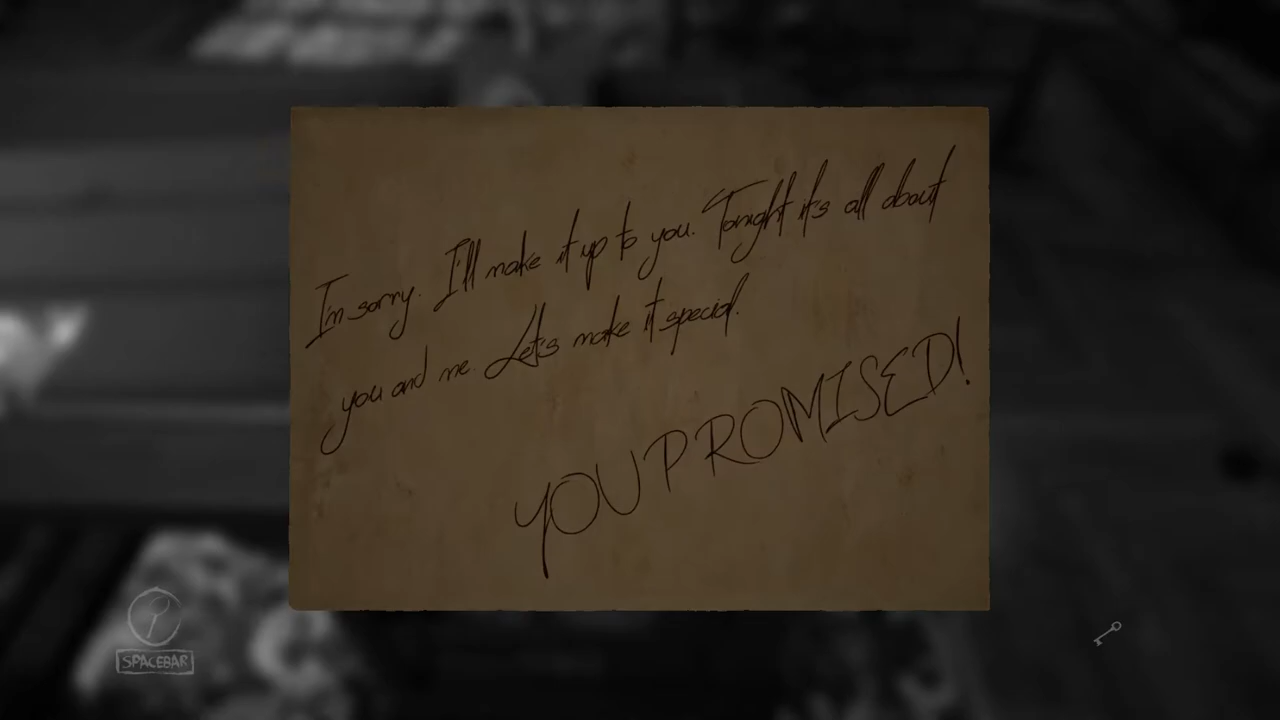 I'm sorry. I'll make it up to you. Tonight it's all about
you and me. Let's make it special.
YOU PROMISED!
SPACEBAR